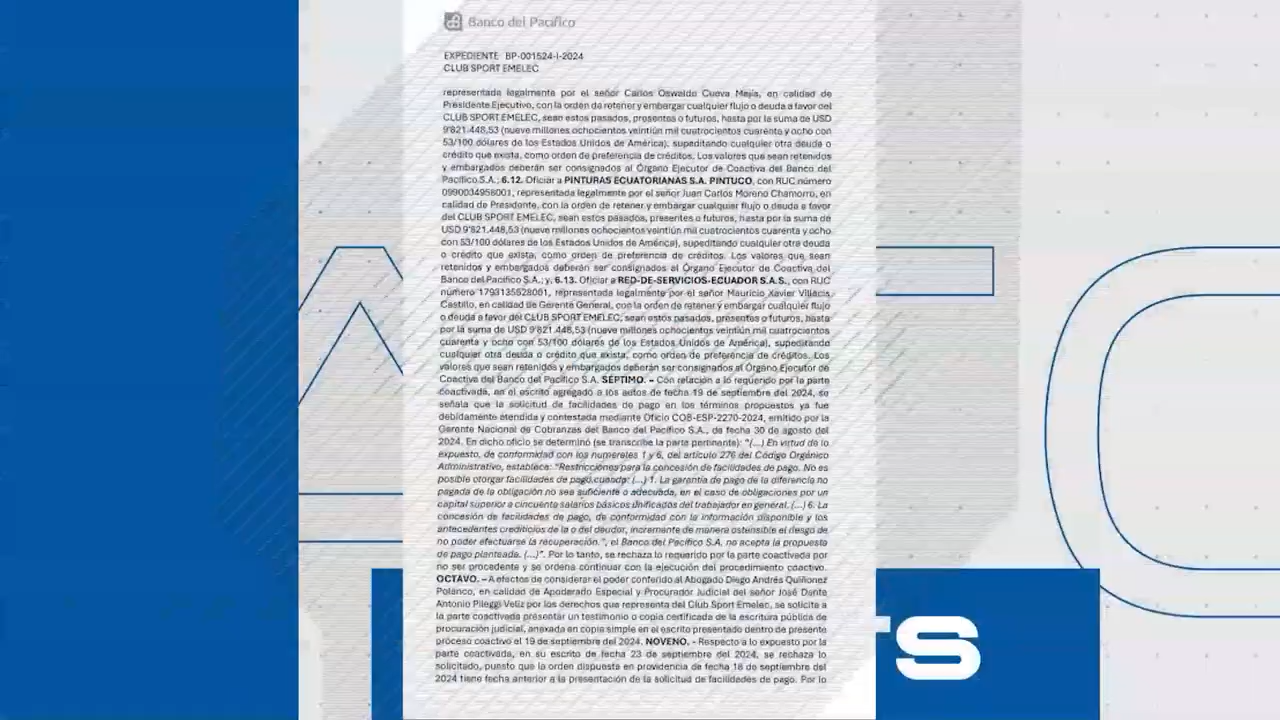 Banco del Pacífico
EXPEDIENTE BP-001524-I-2024
CLUB SPORT EMELEC
representada legalmente por el señor Carlos Oswaldo Cueva Mejía, en calidad de
Presidente Ejecutivo, con la orden de retener y embargar cualquier flujo o deuda a favor del
CLUB SPORT EMELEC, sean estos pasados, presentes o futuros, hasta por la suma de USD
9'821.448,53 (nueve millones ochocientos veintiún mil cuatrocientos cuarenta y ocho con
53/100 dólares de los Estados Unidos de América), supeditando cualquier otra deuda o
crédito que exista, como orden de preferencia de créditos. Los valores que sean retenidos
y embargados deberán ser consignados al Órgano Ejecutor de Coactiva del Banco del
Pacífico S.A.; 6.12. Oficiar a PINTURAS ECUATORIANAS S.A. PINTUCO, con RUC número
0990034958001, representada legalmente por el señor Juan Carlos Moreno Chamorro, en
calidad de Presidente, con la orden de retener y embargar cualquier flujo o deuda a favor
del CLUB SPORT EMELEC, sean estos pasados, presentes o futuros, hasta por la suma de
USD 9'821.448,53 (nueve millones ochocientos veintiún mil cuatrocientos cuarenta y ocho
con 53/100 dólares de los Estados Unidos de América), supeditando cualquier otra deuda
o crédito que exista, como orden de preferencia de créditos. Los valores que sean
retenidos y embargados deberán ser consignados al Órgano Ejecutor de Coactiva del
Banco del Pacífico S.A.; y, 6.13. Oficiar a RED-DE-SERVICIOS-ECUADOR S.A.S., con RUC
número 1793135528001, representada legalmente por el señor Mauricio Xavier Villacis
Castillo, en calidad de Gerente General, con la orden de retener y embargar cualquier flujo
o deuda a favor del CLUB SPORT EMELEC, sean estos pasados, presentes o futuros, hasta
por la suma de USD 9'821.448,53 (nueve millones ochocientos veintiún mil cuatrocientos
cuarenta y ocho con 53/100 dólares de los Estados Unidos de América), supeditando
cualquier otra deuda o crédito que exista, como orden de preferencia de créditos. Los
valores que sean retenidos y embargados deberán ser consignados al Órgano Ejecutor de
Coactiva del Banco del Pacífico S.A. SÉPTIMO. – Con relación a lo requerido por la parte
coactivada, en el escrito agregado a los autos de fecha 19 de septiembre del 2024, se
señala que la solicitud de facilidades de pago en los términos propuestos ya fue
debidamente atendida y contestada mediante Oficio COB-ESP-2270-2024, emitido por el
Gerente Nacional de Cobranzas del Banco del Pacífico S.A., de fecha 30 de agosto del
2024. En dicho oficio se determinó (se transcribe la parte pertinente): "(...) En virtud de lo
expuesto, de conformidad con los numerales 1 y 6, del artículo 276 del Código Orgánico
Administrativo, establece: "Restricciones para la concesión de facilidades de pago. No es
posible otorgar facilidades de pago cuando: (...) 1. La garantía de pago de la diferencia no
pagada de la obligación no sea suficiente o adecuada, en el caso de obligaciones por un
capital superior a cincuenta salarios básicos unificados del trabajador en general. (...) 6. La
concesión de facilidades de pago, de conformidad con la información disponible y los
antecedentes crediticios de la o del deudor, incremente de manera ostensible el riesgo de
no poder efectuarse la recuperación.", el Banco del Pacífico S.A. no acepta la propuesta
de pago planteada. (...)". Por lo tanto, se rechaza lo requerido por la parte coactivada por
no ser procedente y se ordena continuar con la ejecución del procedimiento coactivo.
OCTAVO. – A efectos de considerar el poder conferido al Abogado Diego Andrés Quiñonez
Polanco, en calidad de Apoderado Especial y Procurador Judicial del señor José Dante
Antonio Pileggi Veliz por los derechos que representa del Club Sport Emelec, se solicita a
la parte coactivada presentar un testimonio o copia certificada de la escritura pública de
procuración judicial, anexada en copia simple en el escrito presentado dentro de presente
proceso coactivo el 19 de septiembre del 2024. NOVENO. - Respecto a lo expuesto por la
parte coactivada, en su escrito de fecha 23 de septiembre del 2024, se rechaza lo
solicitado, puesto que la orden dispuesta en providencia de fecha 18 de septiembre del
2024 tiene fecha anterior a la presentación de la solicitud de facilidades de pago. Por lo